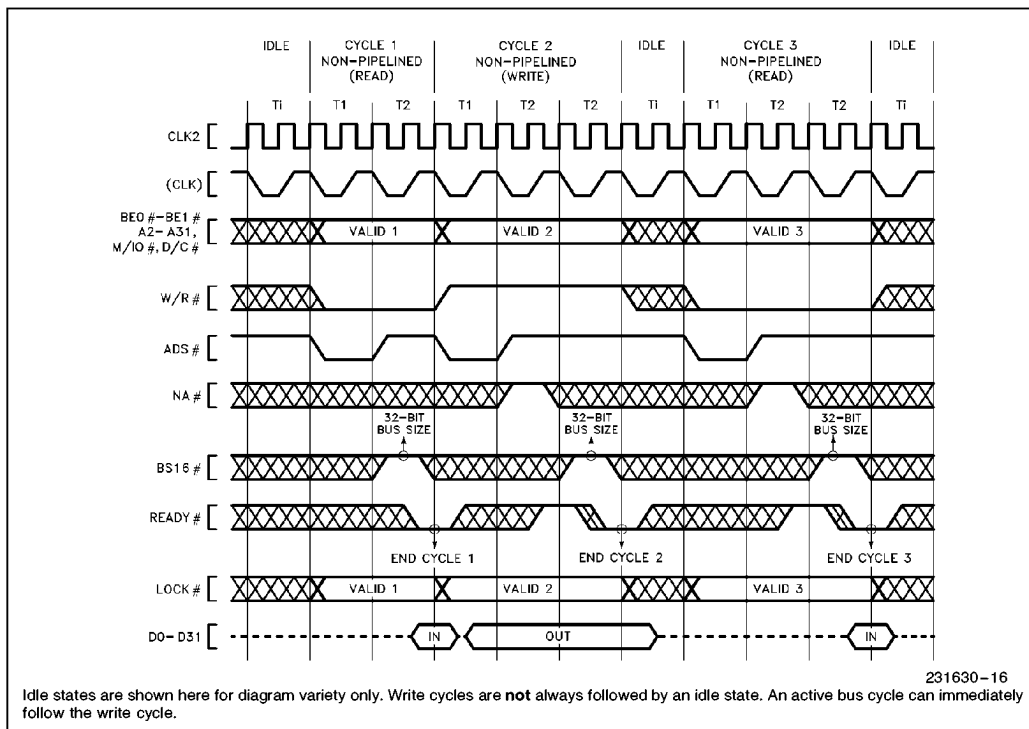 IDLE CYCLE 1 CYCLE 2 IDLE CYCLE 3 IDLE
NON-PIPELINED NON-PIPELINED NON-PIPELINED
(READ) (WRITE) (READ)
Ti T1 T2 T1 T2 T2 Ti T1 T2 T2 Ti
CLK2
(CLK)
BE0#-BE1#
A2-A31,
M/IO#,D/C#
VALID 1 VALID 2 VALID 3
W/R#
ADS#
NA#
32-BIT 32-BIT 32-BIT
BUS SIZE BUS SIZE BUS SIZE
BS16#
READY#
END CYCLE 1 END CYCLE 2 END CYCLE 3
LOCK# VALID 1 VALID 2 VALID 3
D0-D31 IN OUT IN
231630-16
Idle states are shown here for diagram variety only. Write cycles are not always followed by an idle state. An active bus cycle can immediately
follow the write cycle.